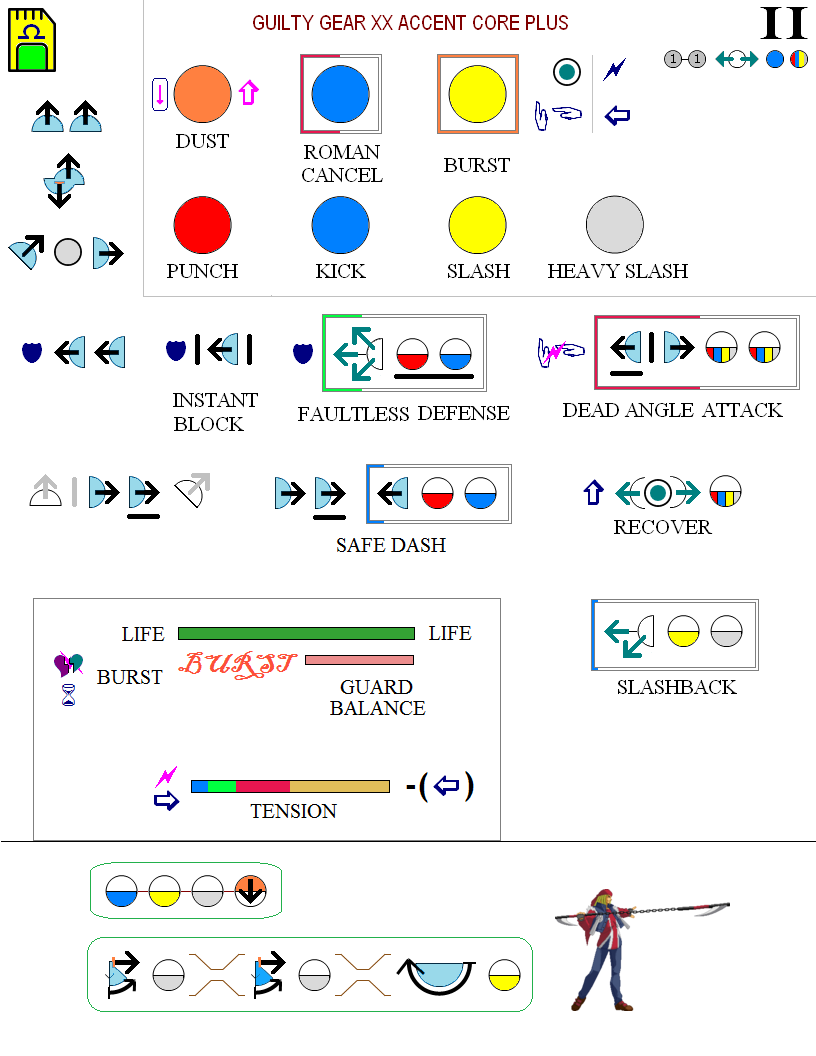 GUILTY GEAR XX ACCENT CORE PLUS
II
1 1
DUST
ROMAN
CANCEL
BURST
PUNCH
KICK
SLASH
HEAVY SLASH
INSTANT
BLOCK
FAULTLESS DEFENSE
DEAD ANGLE ATTACK
SAFE DASH
RECOVER
LIFE
LIFE
BURST
BURST
GUARD
BALANCE
SLASHBACK
-( )
TENSION